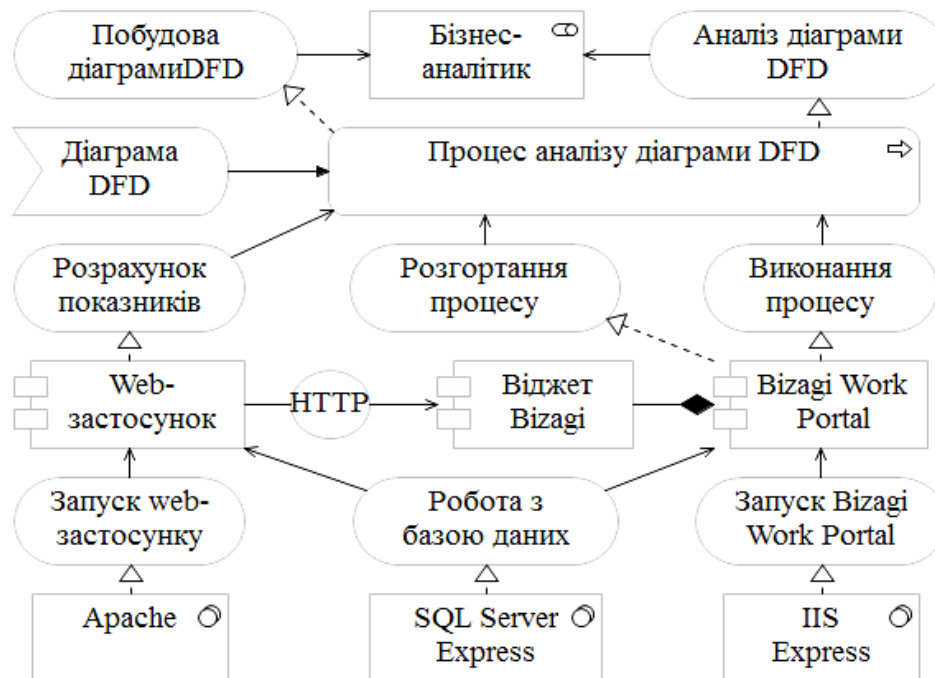 Побудова
діаграмиDFD
Бізнес-
аналітик
Аналіз діаграми
DFD
Діаграма
DFD
Процес аналізу діаграми DFD
Розрахунок
показників
Розгортання
процесу
Виконання
процесу
Web-
застосунок
HTTP
Віджет
Bizagi
Bizagi Work
Portal
Запуск web-
застосунку
Робота з
базою даних
Запуск Bizagi
Work Portal
Apache
SQL Server
Express
IIS
Express